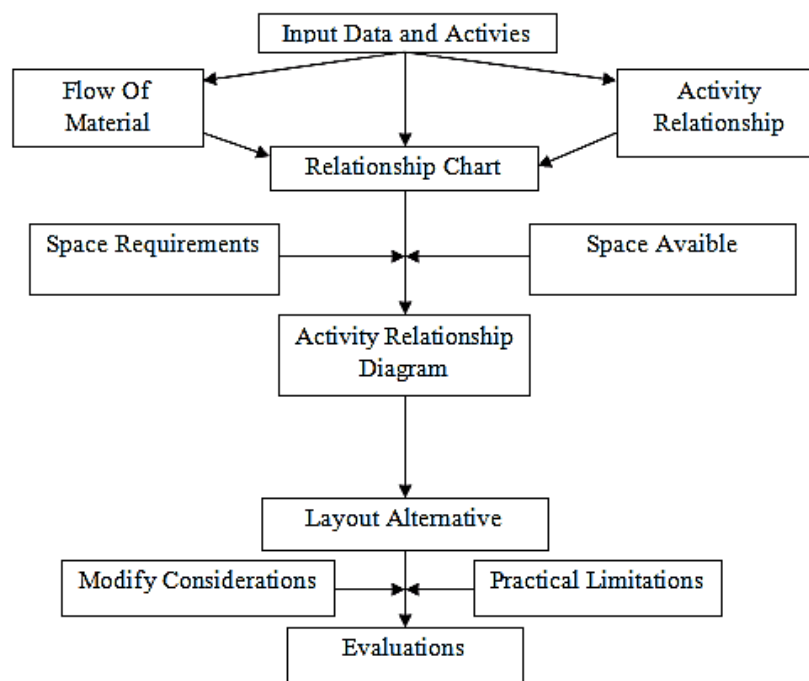 Input Data and Activies
Flow Of
Material
Activity
Relationship
Relationship Chart
Space Requirements
Space Avaible
Activity Relationship
Diagram
Layout Alternative
Modify Considerations
Practical Limitations
Evaluations